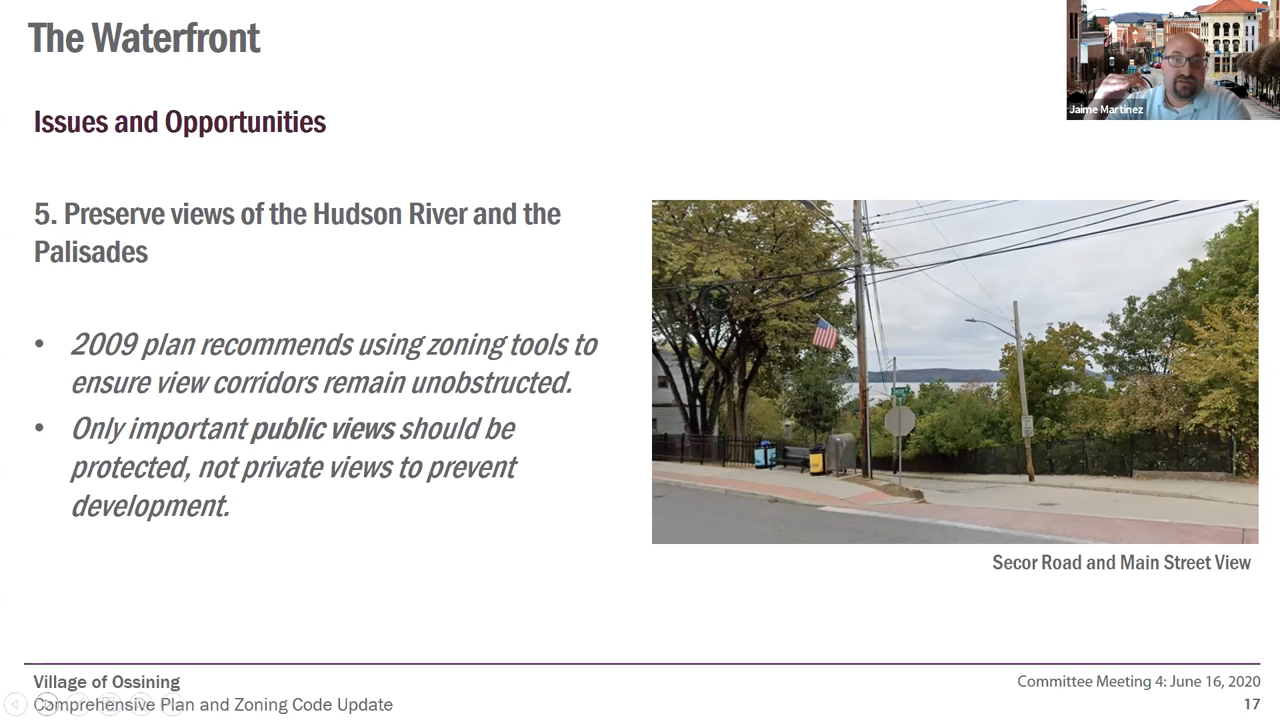 The Waterfront
Jaime Martinez
Issues and Opportunities
5. Preserve views of the Hudson River and the
Palisades
• 2009 plan recommends using zoning tools to
ensure view corridors remain unobstructed.
• Only important public views should be
protected, not private views to prevent
development.
Secor Road and Main Street View
Village of Ossining
Comprehensive Plan and Zoning Code Update
Committee Meeting 4: June 16, 2020
17